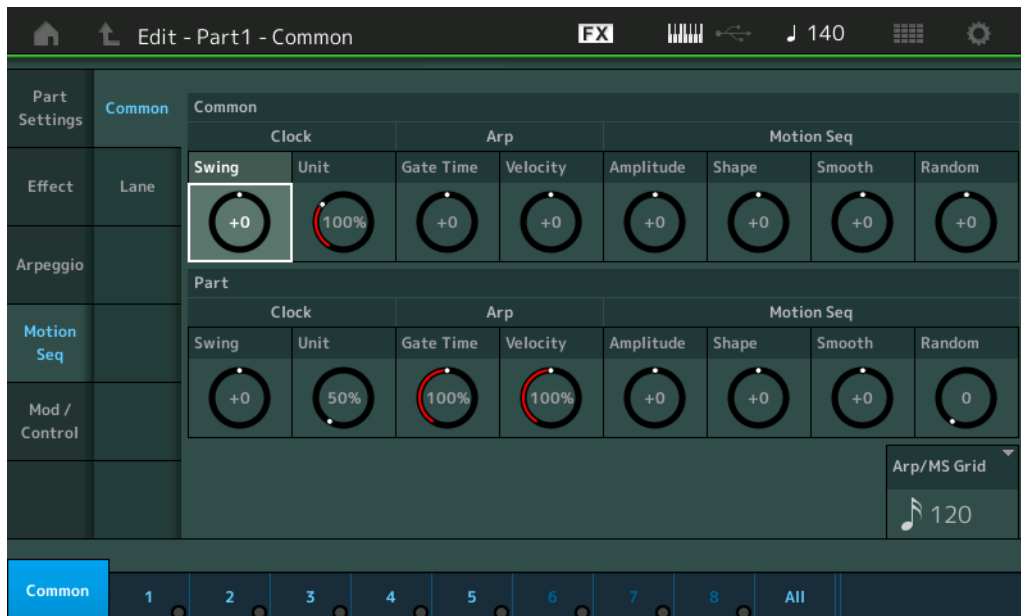 Edit - Part1 - Common FX 140
Part Settings
Common
Effect
Lane
Arpeggio
Motion Seq
Mod / Control
Common
Clock Arp Motion Seq
Swing Unit Gate Time Velocity Amplitude Shape Smooth Random
+0 100% +0 +0 +0 +0 +0 +0
Part
Clock Arp Motion Seq
Swing Unit Gate Time Velocity Amplitude Shape Smooth Random
+0 50% 100% 100% +0 +0 +0 0
Arp/MS Grid
120
Common 1 2 3 4 5 6 7 8 All